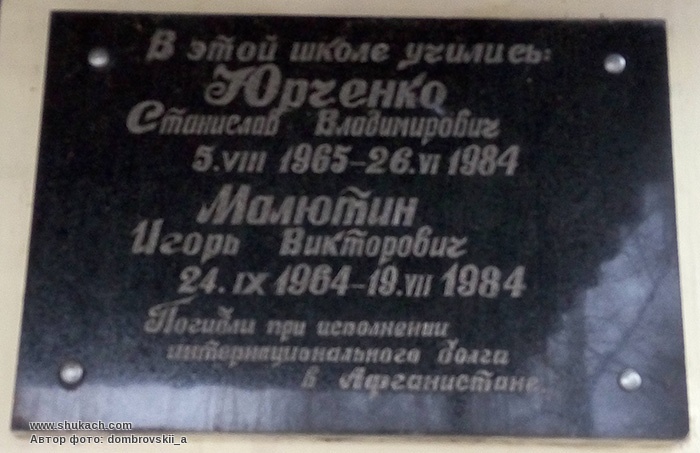 В этой школе учились:
Юрченко
Станислав Владимирович
5.VIII 1965-26.VI 1984
Малютин
Игорь Викторович
24.IX 1964-19.VII 1984
Погибли при исполнении
интернационального долга
в Афганистане
www.shukach.com
Автор фото: dombrovskii_a